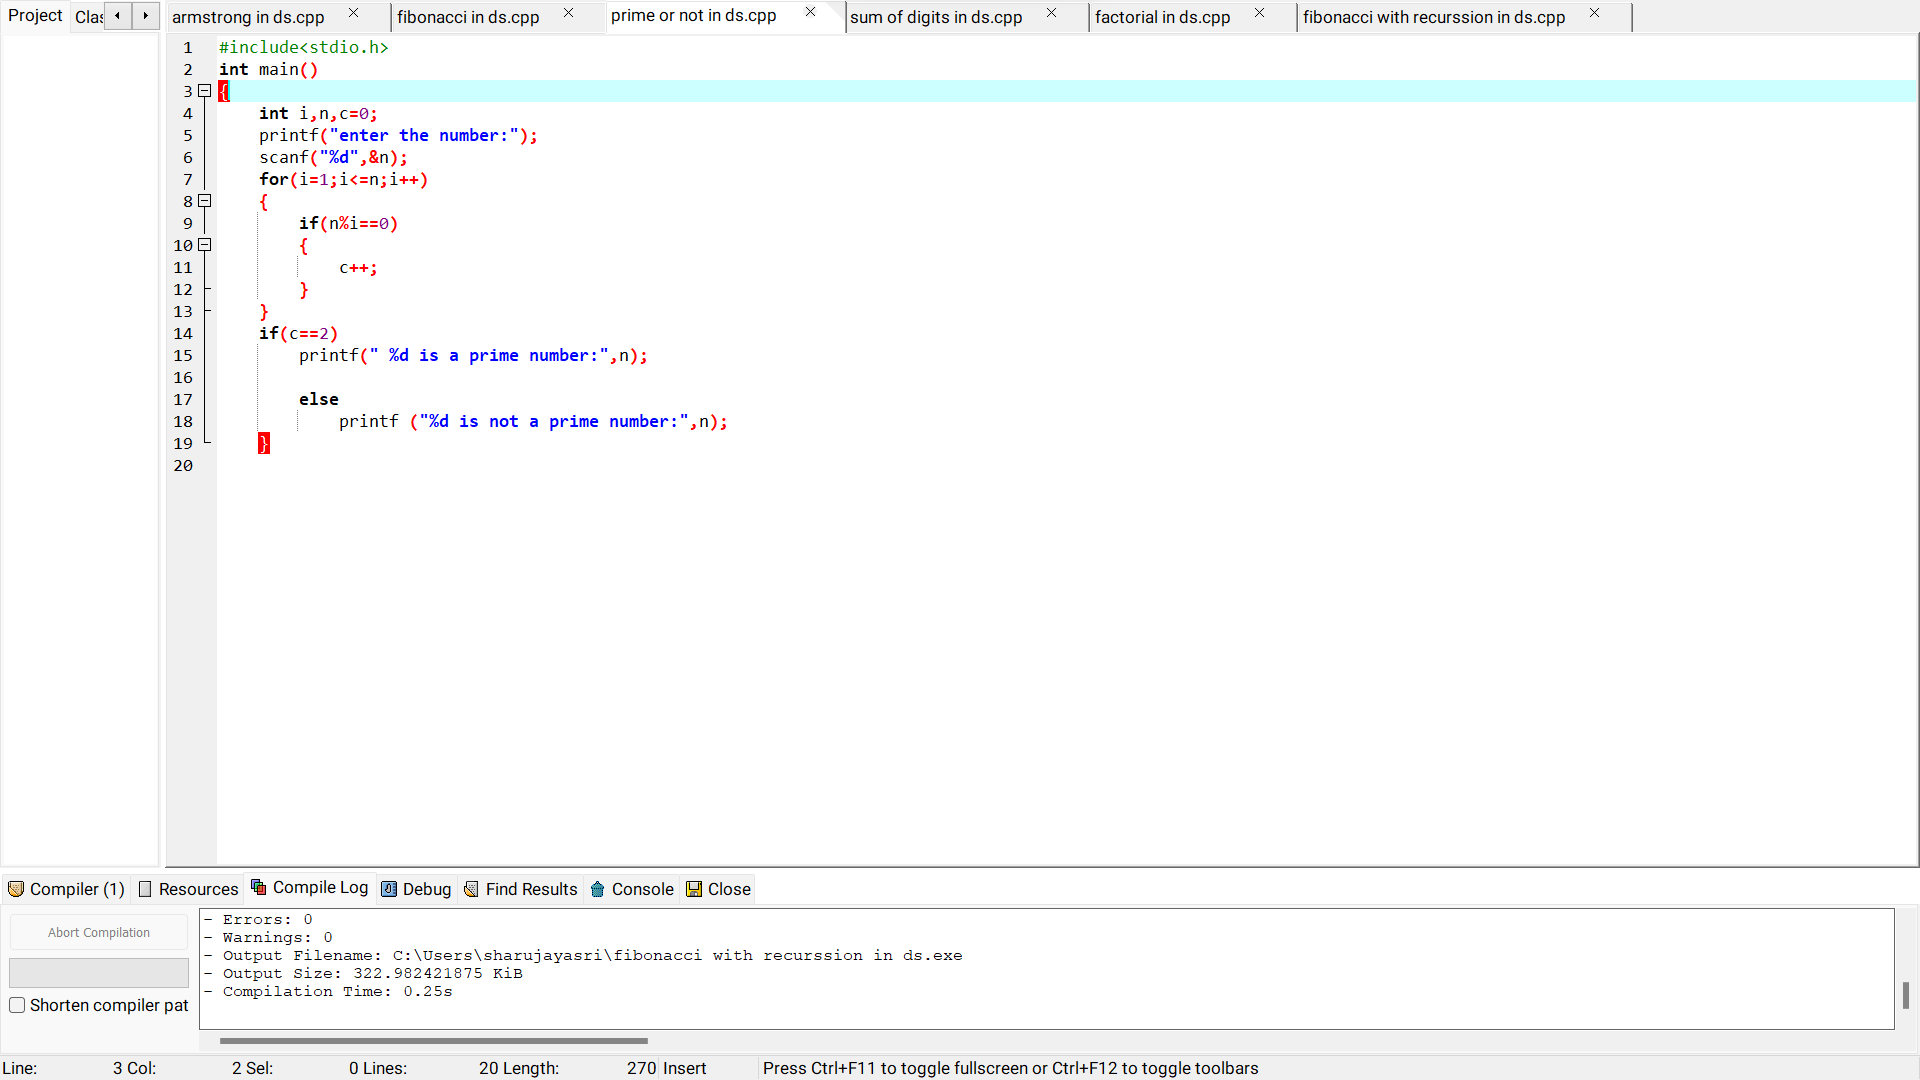 Project Clas
armstrong in ds.cpp fibonacci in ds.cpp prime or not in ds.cpp sum of digits in ds.cpp factorial in ds.cpp fibonacci with recurssion in ds.cpp
1 #include<stdio.h>
2 int main()
3 {
4 int i,n,c=0;
5 printf("enter the number:");
6 scanf("%d",&n);
7 for(i=1;i<=n;i++)
8 {
9 if(n%i==0)
10 {
11 c++;
12 }
13 }
14 if(c==2)
15 printf(" %d is a prime number:",n);
16
17 else
18 printf ("%d is not a prime number:",n);
19 }
20
Compiler (1) Resources Compile Log Debug Find Results Console Close
Abort Compilation
Shorten compiler pat
- Errors: 0
- Warnings: 0
- Output Filename: C:\Users\sharujayasri\fibonacci with recurssion in ds.exe
- Output Size: 322.982421875 KiB
- Compilation Time: 0.25s
Line: 3 Col: 2 Sel: 0 Lines: 20 Length: 270 Insert Press Ctrl+F11 to toggle fullscreen or Ctrl+F12 to toggle toolbars